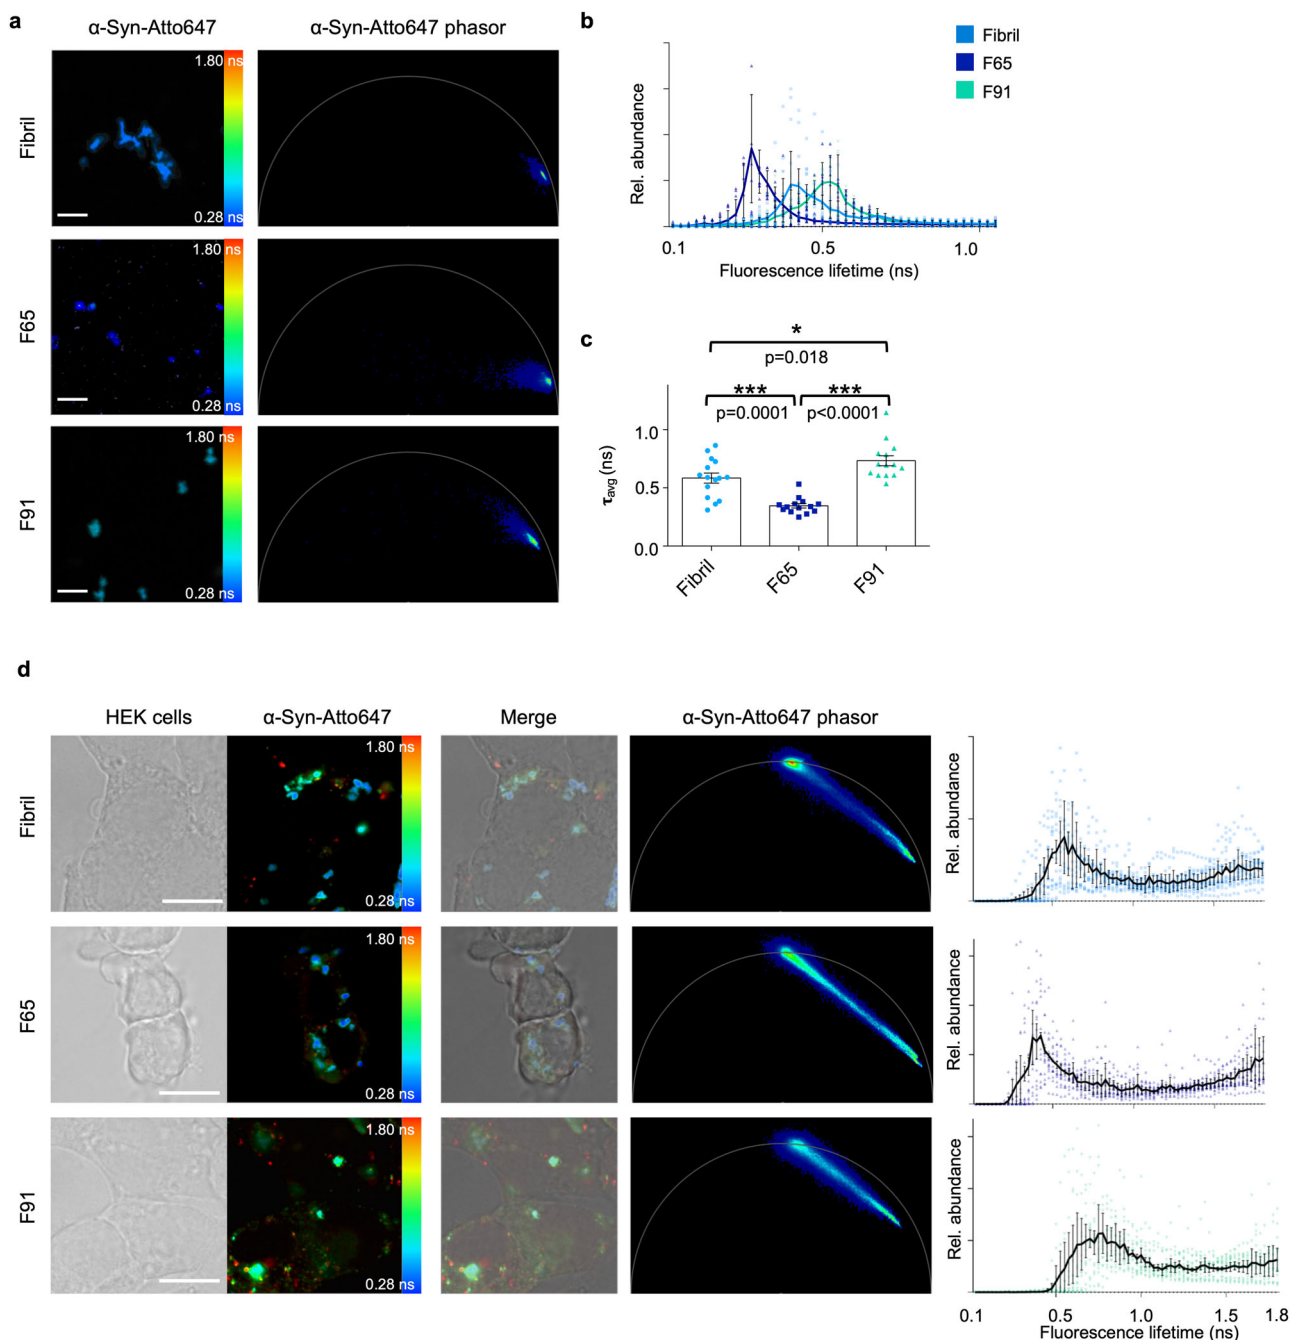 a
α-Syn-Atto647
α-Syn-Atto647 phasor
Fibril
1.80 ns
0.28 ns
F65
1.80 ns
0.28 ns
F91
1.80 ns
0.28 ns
b
Fibril
F65
F91
Rel. abundance
0.1
0.5
1.0
Fluorescence lifetime (ns)
c
*
p=0.018
***
***
p=0.0001
p<0.0001
τavg (ns)
1.0
0.5
0.0
Fibril
F65
F91
d
HEK cells
α-Syn-Atto647
Merge
α-Syn-Atto647 phasor
Fibril
1.80 ns
0.28 ns
Rel. abundance
F65
1.80 ns
0.28 ns
Rel. abundance
F91
1.80 ns
0.28 ns
Rel. abundance
0.1
0.5
1.0
1.5
1.8
Fluorescence lifetime (ns)